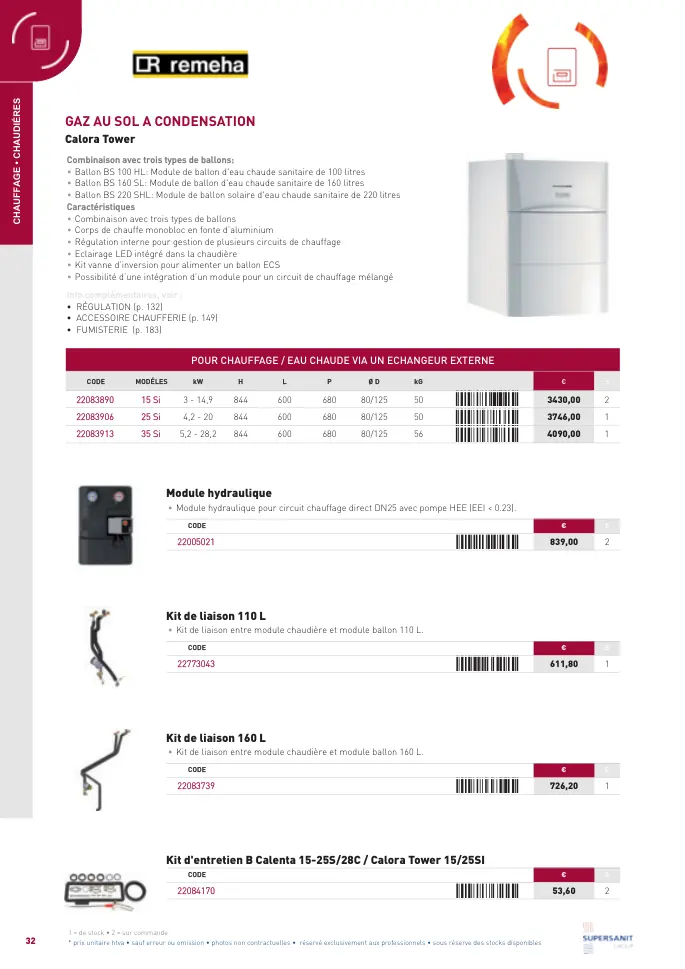 remeha
CHAUFFAGE • CHAUDIÈRES
GAZ AU SOL A CONDENSATION
Calora Tower
Combinaison avec trois types de ballons:
• Ballon BS 100 HL: Module de ballon d'eau chaude sanitaire de 100 litres
• Ballon BS 160 SL: Module de ballon d'eau chaude sanitaire de 160 litres
• Ballon BS 220 SHL: Module de ballon solaire d'eau chaude sanitaire de 220 litres
Caractéristiques
• Combinaison avec trois types de ballons
• Corps de chauffe monobloc en fonte d'aluminium
• Régulation interne pour gestion de plusieurs circuits de chauffage
• Eclairage LED intégré dans la chaudière
• Kit vanne d'inversion pour alimenter un ballon ECS
• Possibilité d'une intégration d'un module pour un circuit de chauffage mélangé
Info complémentaires, voir :
• RÉGULATION (p. 132)
• ACCESSOIRE CHAUFFERIE (p. 149)
• FUMISTERIE (p. 183)
POUR CHAUFFAGE / EAU CHAUDE VIA UN ECHANGEUR EXTERNE
CODE MODÉLES kW H L P Ø D kG €
22083890 15 Si 3 - 14,9 844 600 680 80/125 50 3430,00 2
22083906 25 Si 4,2 - 20 844 600 680 80/125 50 3746,00 1
22083913 35 Si 5,2 - 28,2 844 600 680 80/125 56 4090,00 1
Module hydraulique
• Module hydraulique pour circuit chauffage direct DN25 avec pompe HEE (EEI < 0.23).
CODE €
22005021 839,00 2
Kit de liaison 110 L
• Kit de liaison entre module chaudière et module ballon 110 L.
CODE €
22773043 611,80 1
Kit de liaison 160 L
• Kit de liaison entre module chaudière et module ballon 160 L.
CODE €
22083739 726,20 1
Kit d'entretien B Calenta 15-25S/28C / Calora Tower 15/25SI
CODE €
22084170 53,60 2
1 = de stock • 2 = sur commande
* prix unitaire htva • sauf erreur ou omission • photos non contractuelles • réservé exclusivement aux professionnels • sous réserve des stocks disponibles
32
SUPERSANIT
GROUP